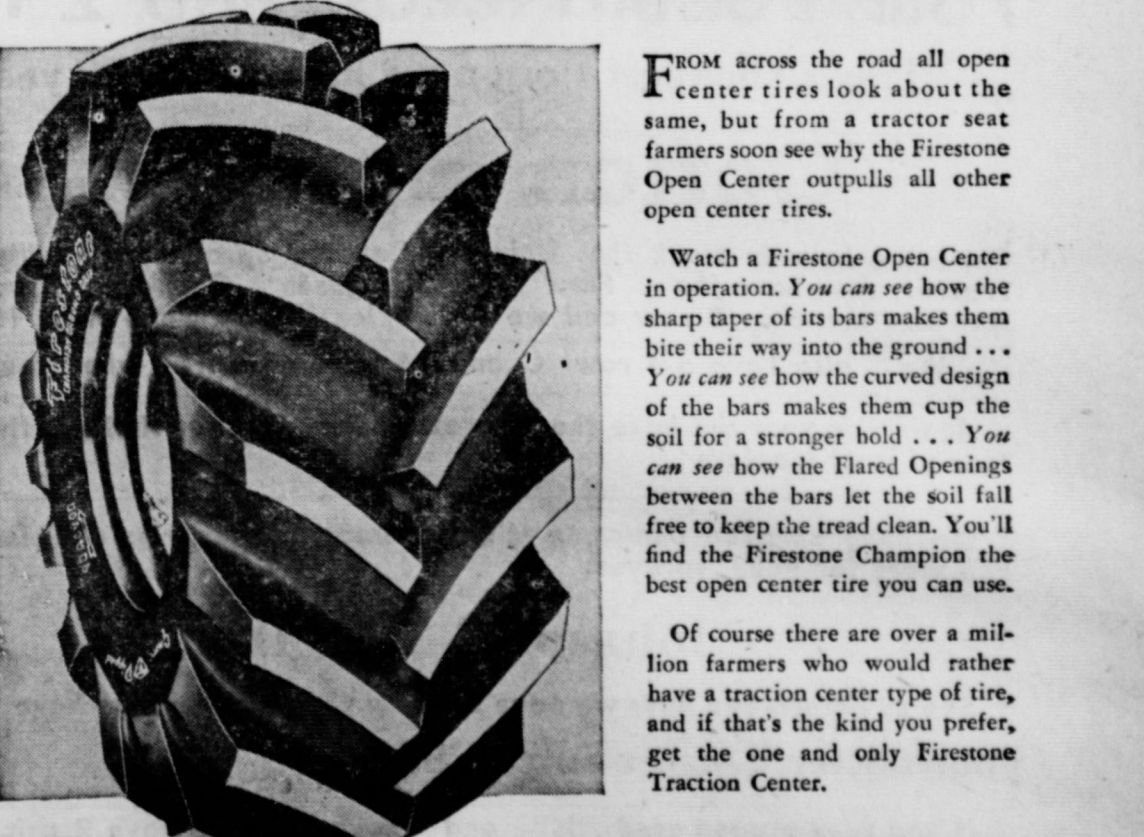 Firestone
FROM across the road all open
center tires look about the
same, but from a tractor seat
farmers soon see why the Firestone
Open Center outpulls all other
open center tires.
Watch a Firestone Open Center
in operation. You can see how the
sharp taper of its bars makes them
bite their way into the ground ...
You can see how the curved design
of the bars makes them cup the
soil for a stronger hold . . . You
can see how the Flared Openings
between the bars let the soil fall
free to keep the tread clean. You'll
find the Firestone Champion the
best open center tire you can use.
Of course there are over a mil-
lion farmers who would rather
have a traction center type of tire,
and if that's the kind you prefer,
get the one and only Firestone
Traction Center.